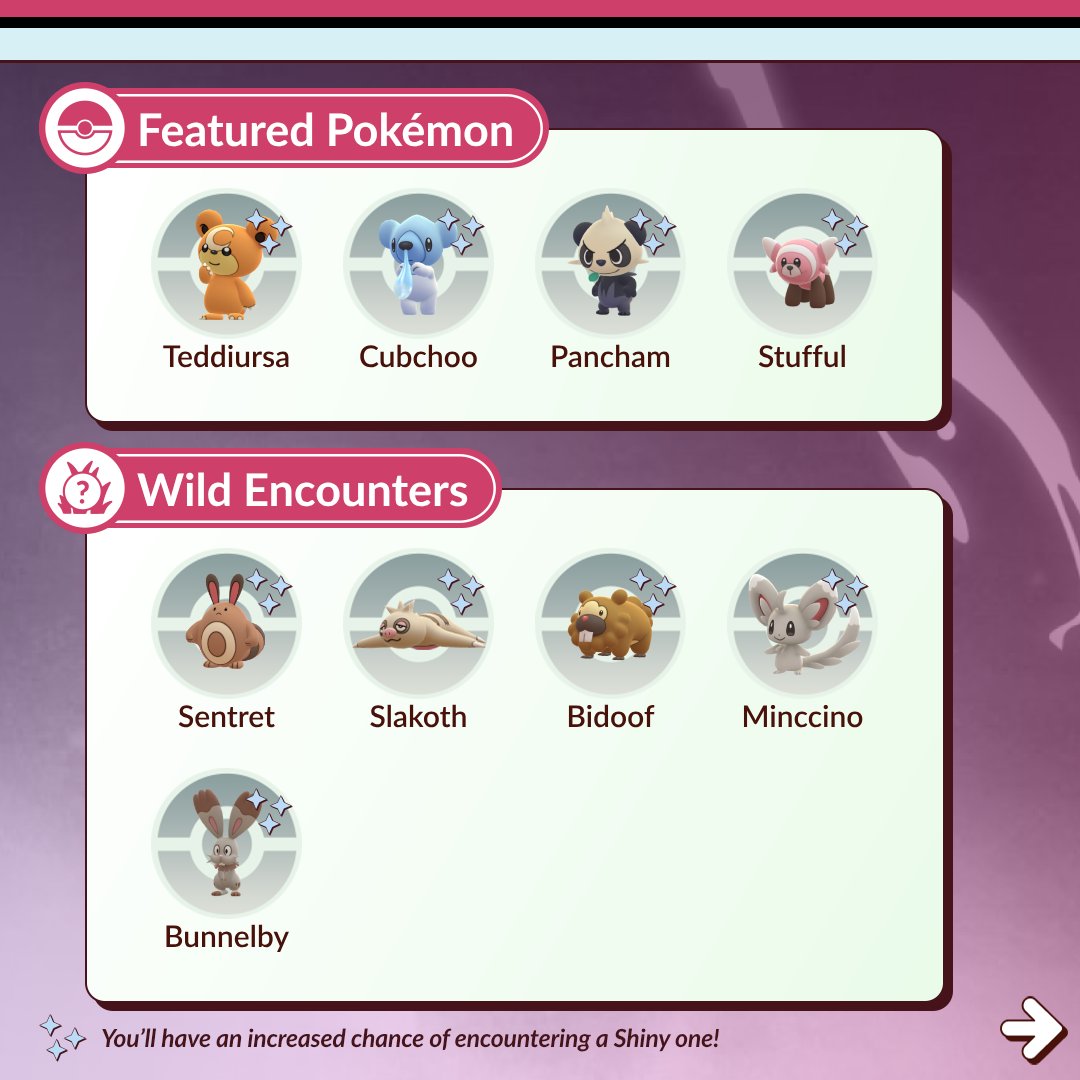 Featured Pokémon
Teddiursa Cubchoo Pancham Stufful
?
Wild Encounters
Sentret Slakoth Bidoof Minccino
Bunnelby
You'll have an increased chance of encountering a Shiny one!